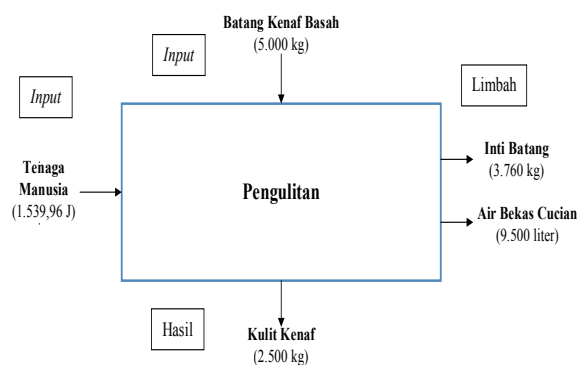 Batang Kenaf Basah
(5.000 kg)
Input
Limbah
Input
Inti Batang
(3.760 kg)
Tenaga
Manusia
(1.539,96 J)
Pengulitan
Air Bekas Cucian
(9.500 liter)
Hasil
Kulit Kenaf
(2.500 kg)